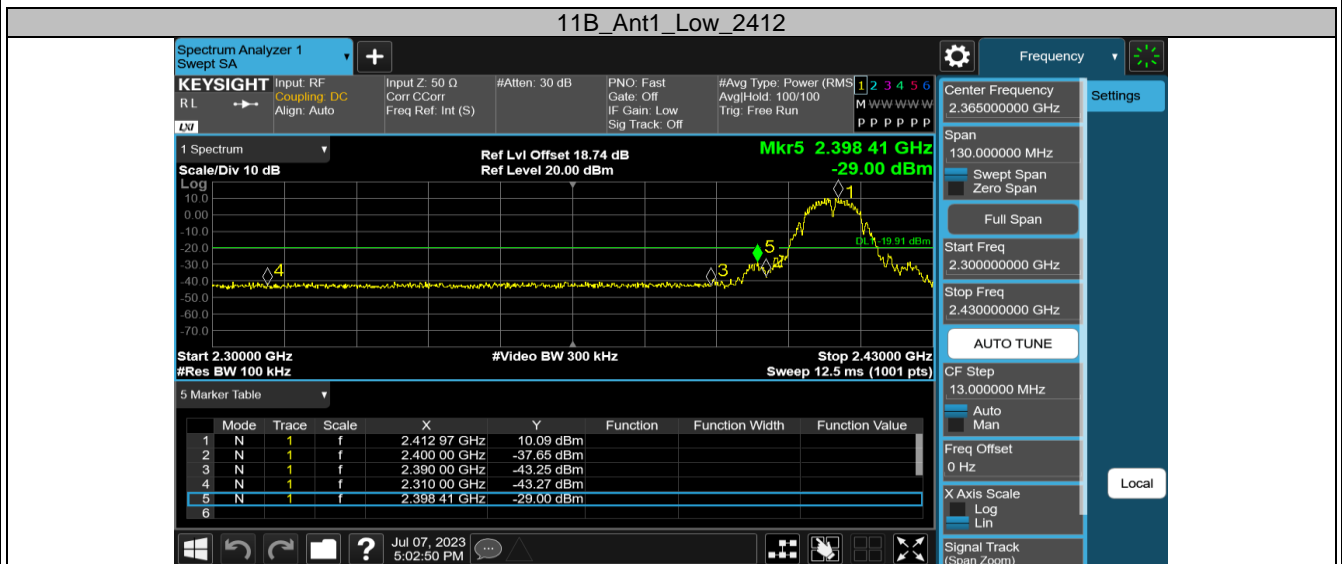 11B_Ant1_Low_2412
Spectrum Analyzer 1
Swept SA
+
Frequency
KEYSIGHT
R L
LXI
Input: RF
Coupling: DC
Align: Auto
Input Z: 50 Ω
Corr CCorr
Freq Ref: Int (S)
#Atten: 30 dB
PNO: Fast
Gate: Off
IF Gain: Low
Sig Track: Off
#Avg Type: Power (RMS
Avg|Hold: 100/100
Trig: Free Run
1 2 3 4 5 6
M W W W W W
P P P P P P
1 Spectrum
Scale/Div 10 dB
Ref Lvl Offset 18.74 dB
Ref Level 20.00 dBm
Mkr5 2.398 41 GHz
-29.00 dBm
Log
10.0
0.00
-10.0
-20.0
-30.0
-40.0
-50.0
-60.0
-70.0
1
DL1 -19.91 dBm
5
4
3
Start 2.30000 GHz
#Res BW 100 kHz
#Video BW 300 kHz
Stop 2.43000 GHz
Sweep 12.5 ms (1001 pts)
5 Marker Table
Mode Trace Scale X Y Function Function Width Function Value
1 N 1 f 2.412 97 GHz 10.09 dBm
2 N 1 f 2.400 00 GHz -37.65 dBm
3 N 1 f 2.390 00 GHz -43.25 dBm
4 N 1 f 2.310 00 GHz -43.27 dBm
5 N 1 f 2.398 41 GHz -29.00 dBm
6
?
Jul 07, 2023
5:02:50 PM
Center Frequency
2.365000000 GHz
Settings
Span
130.000000 MHz
Swept Span
Zero Span
Full Span
Start Freq
2.300000000 GHz
Stop Freq
2.430000000 GHz
AUTO TUNE
CF Step
13.000000 MHz
Auto
Man
Freq Offset
0 Hz
X Axis Scale
Log
Lin
Local
Signal Track
(Span Zoom)